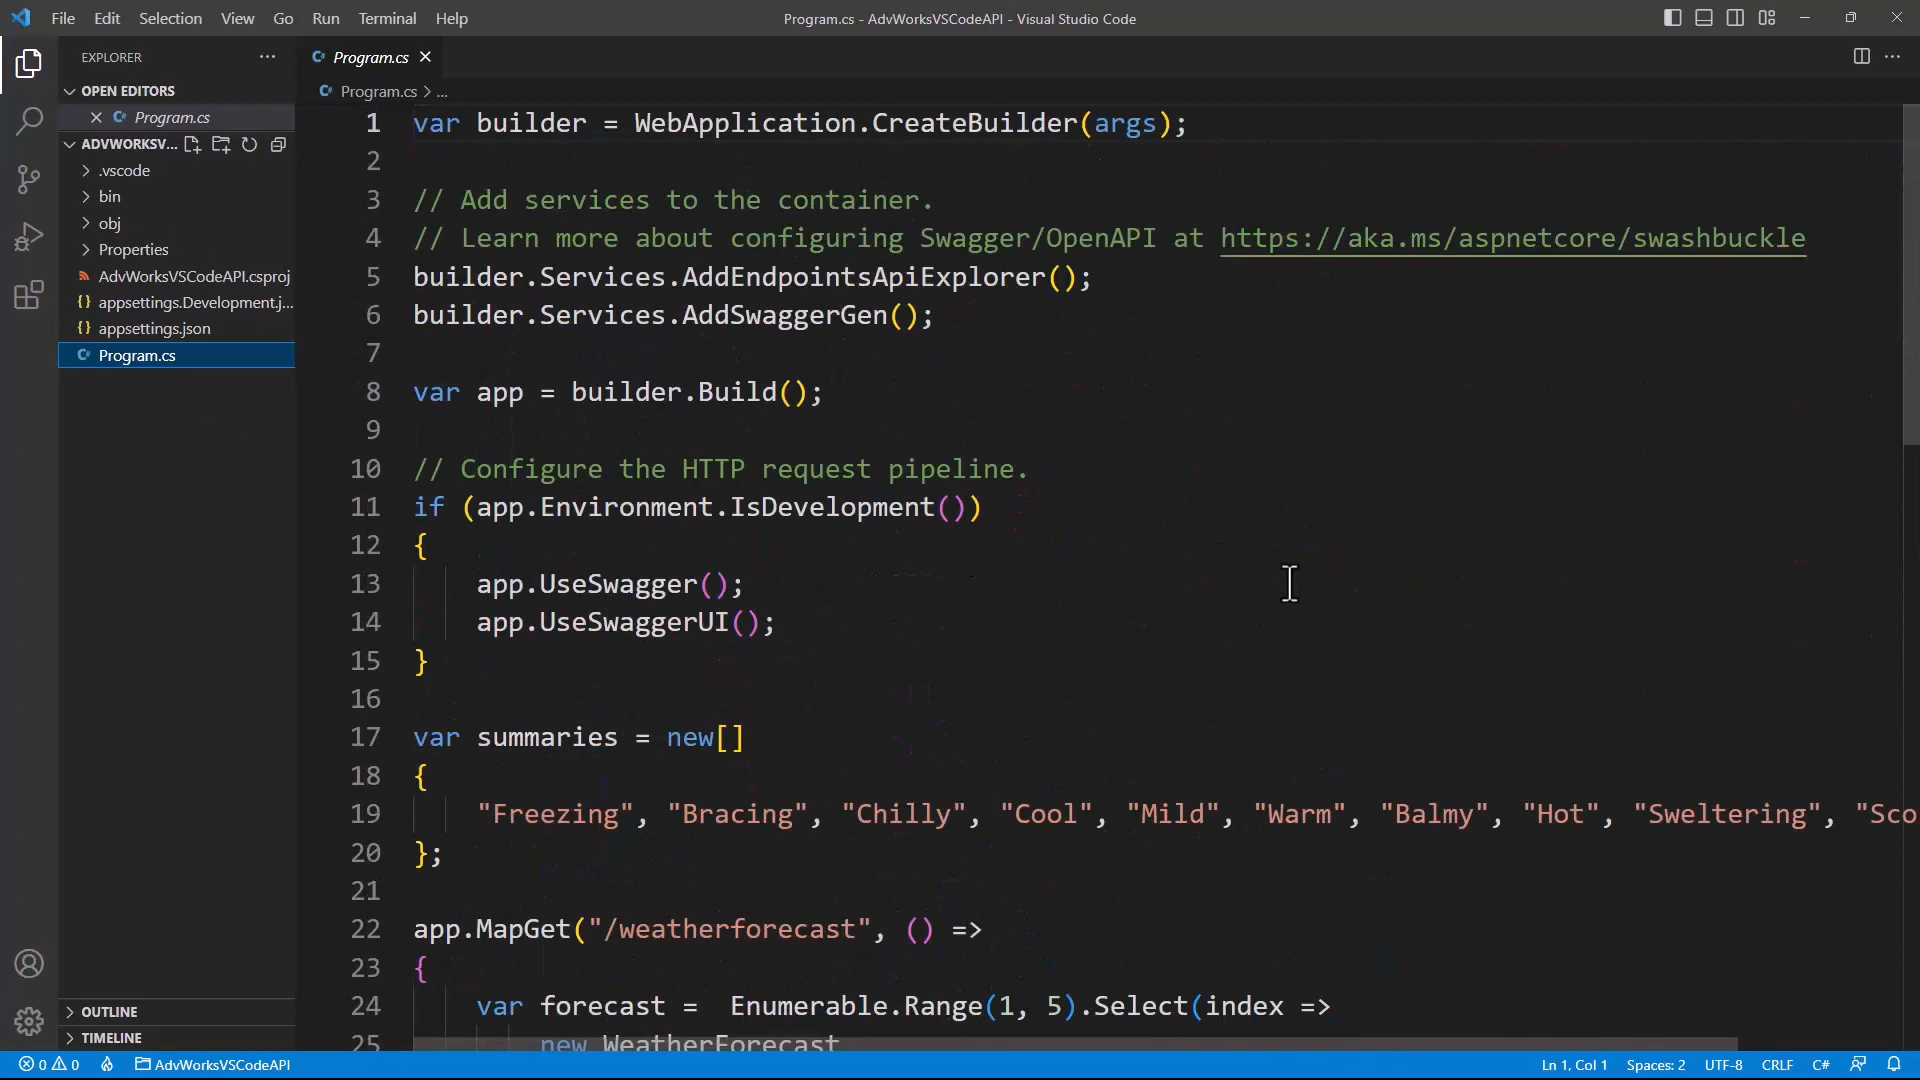 File Edit Selection View Go Run Terminal Help
Program.cs - AdvWorksVSCodeAPI - Visual Studio Code
EXPLORER
OPEN EDITORS
Program.cs
ADVWORKSV...
.vscode
bin
obj
Properties
AdvWorksVSCodeAPI.csproj
appsettings.Development.j...
appsettings.json
Program.cs
OUTLINE
TIMELINE
Program.cs
Program.cs > ...
1 var builder = WebApplication.CreateBuilder(args);
2
3 // Add services to the container.
4 // Learn more about configuring Swagger/OpenAPI at https://aka.ms/aspnetcore/swashbuckle
5 builder.Services.AddEndpointsApiExplorer();
6 builder.Services.AddSwaggerGen();
7
8 var app = builder.Build();
9
10 // Configure the HTTP request pipeline.
11 if (app.Environment.IsDevelopment())
12 {
13 app.UseSwagger();
14 app.UseSwaggerUI();
15 }
16
17 var summaries = new[]
18 {
19 "Freezing", "Bracing", "Chilly", "Cool", "Mild", "Warm", "Balmy", "Hot", "Sweltering", "Sco
20 };
21
22 app.MapGet("/weatherforecast", () =>
23 {
24 var forecast = Enumerable.Range(1, 5).Select(index =>
25 new WeatherForecast
0 0 AdvWorksVSCodeAPI
Ln 1, Col 1 Spaces: 2 UTF-8 CRLF C#